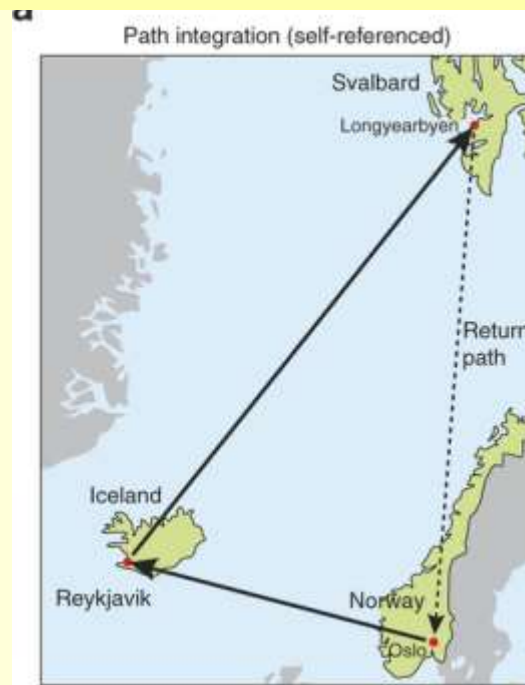 a
Path integration (self-referenced)
Svalbard
Longyearbyen
Return
path
Iceland
Reykjavik
Norway
Oslo